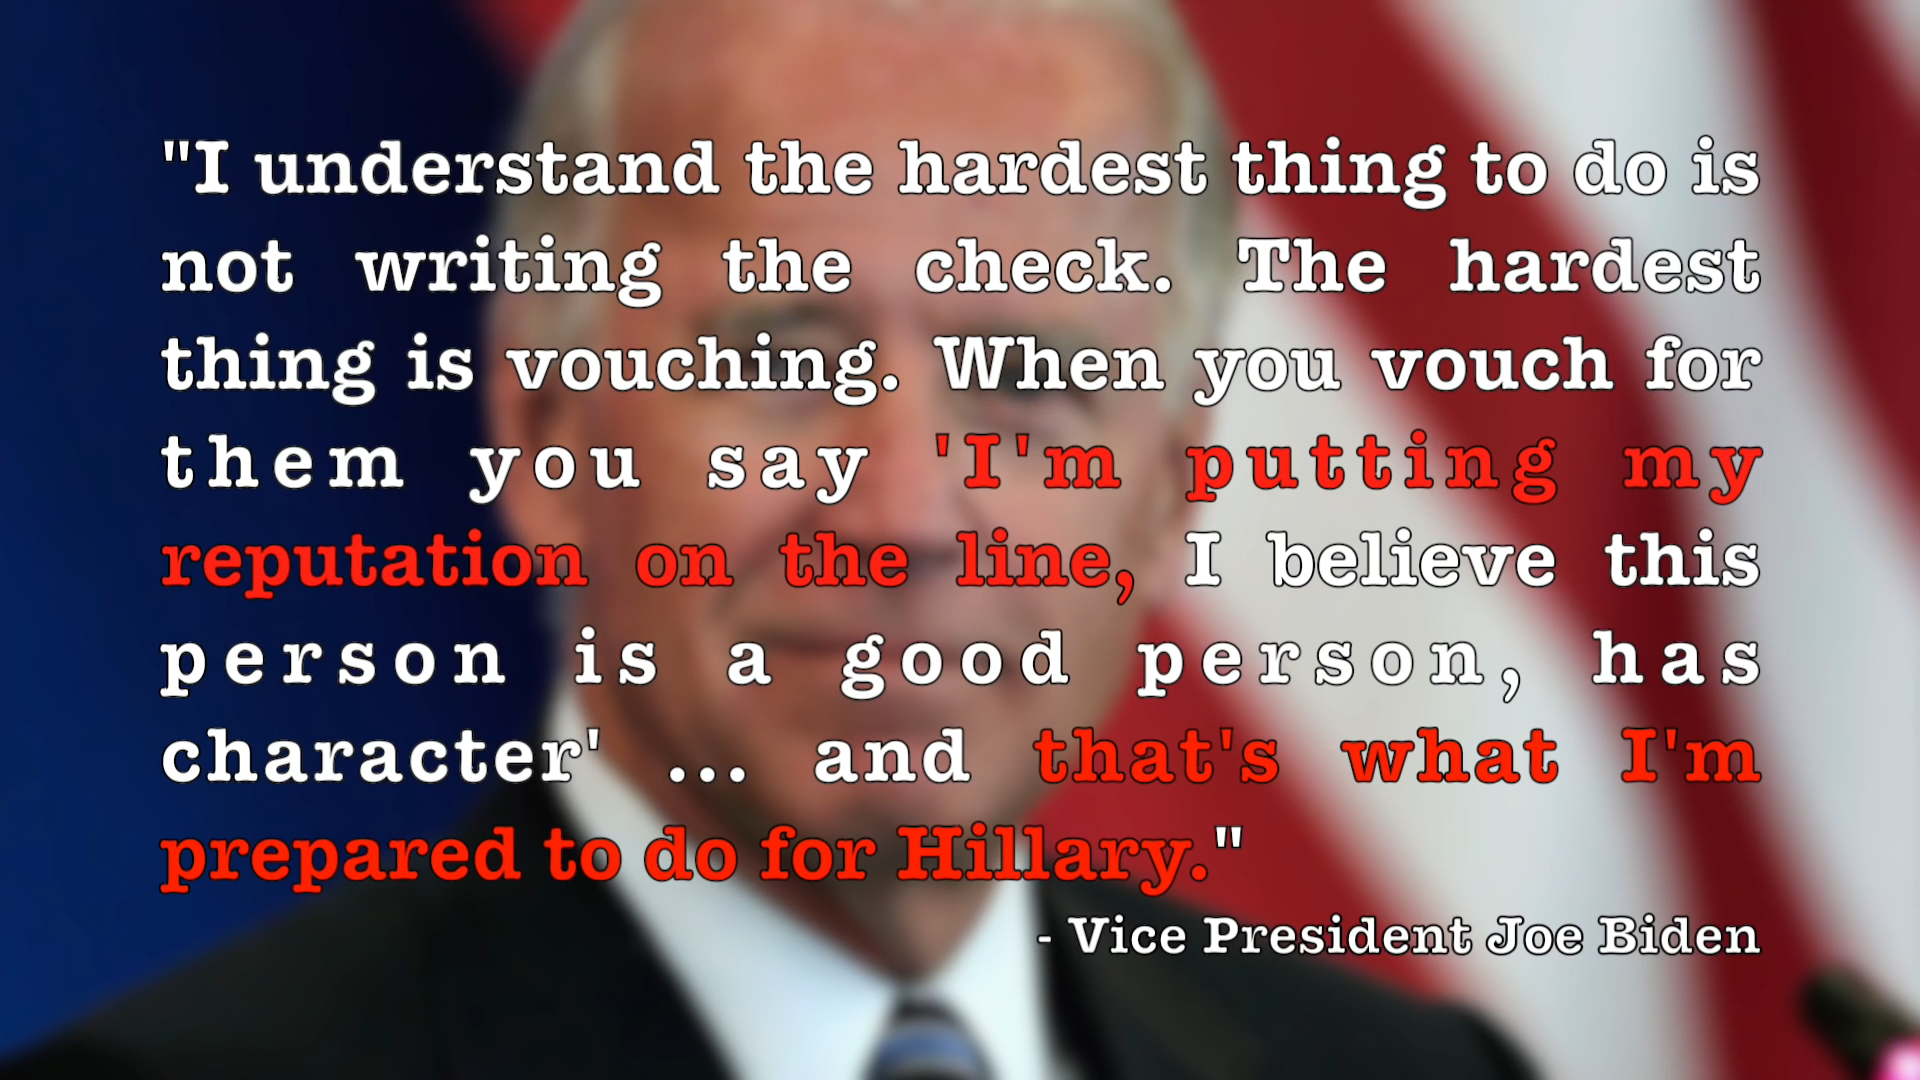 "I understand the hardest thing to do is
not writing the check. The hardest
thing is vouching. When you vouch for
them you say 'I'm putting my
reputation on the line, I believe this
person is a good person, has
character' ... and that's what I'm
prepared to do for Hillary."
- Vice President Joe Biden